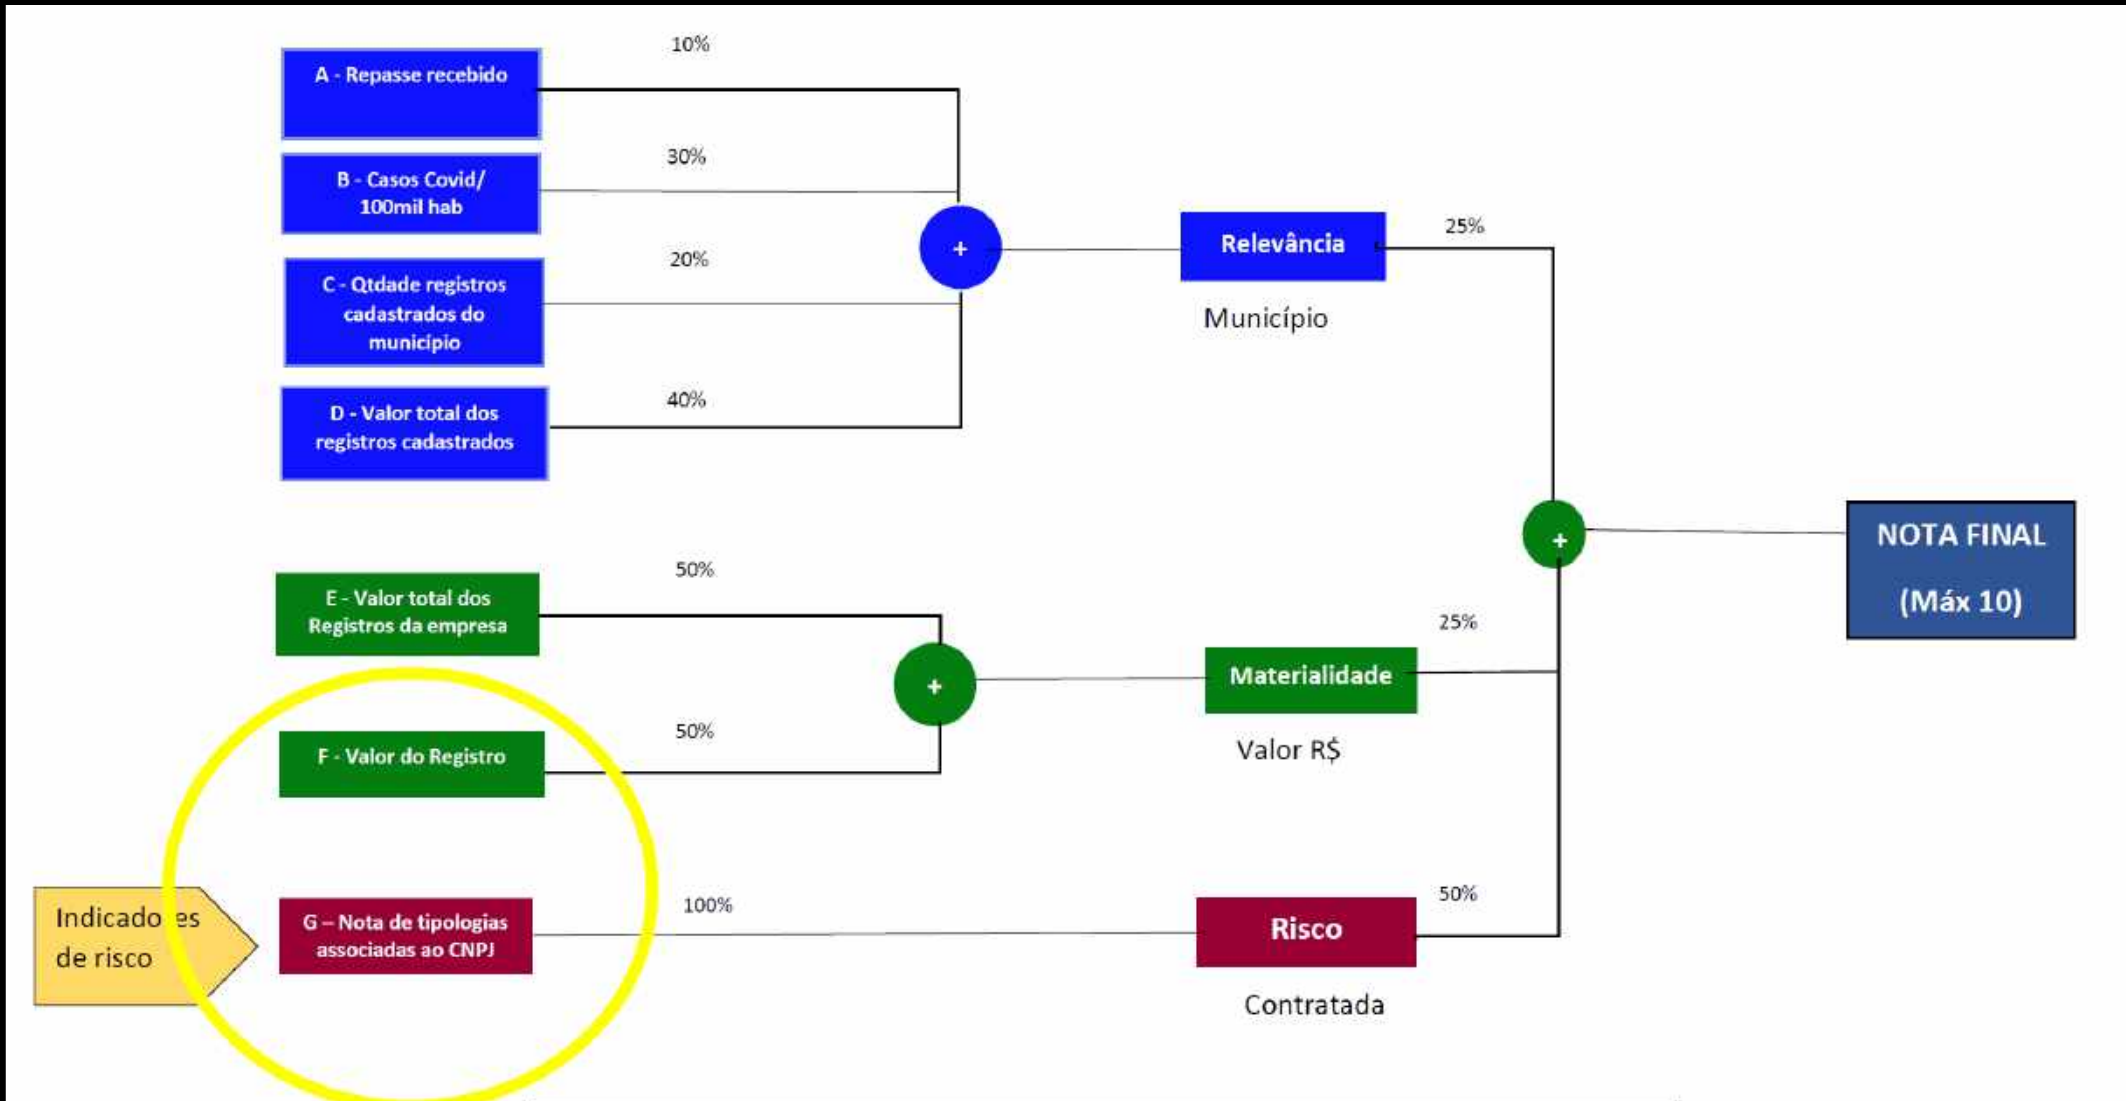 10%
A - Repasse recebido
30%
B - Casos Covid/
100mil hab
20%
C - Qtdade registros
cadastrados do
município
40%
D - Valor total dos
registros cadastrados
+
Relevância
25%
Município
50%
E - Valor total dos
Registros da empresa
50%
F - Valor do Registro
+
Materialidade
25%
Valor R$
Indicadores
de risco
G – Nota de tipologias
associadas ao CNPJ
100%
Risco
50%
Contratada
+
NOTA FINAL
(Máx 10)